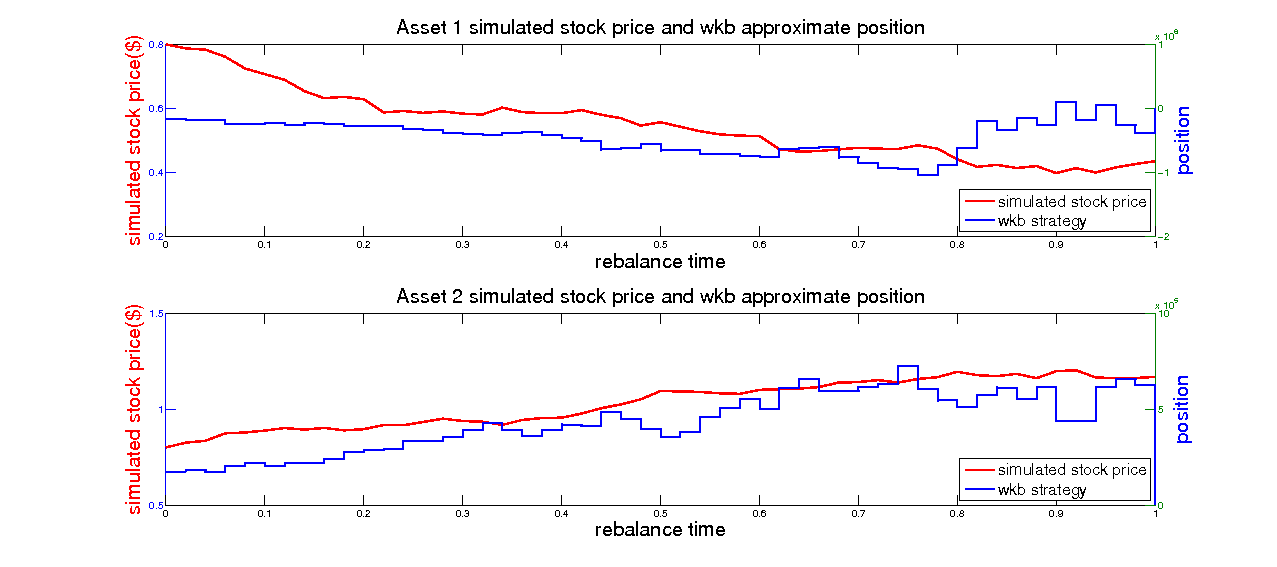 Asset 1 simulated stock price and wkb approximate position
x 10^6
simulated stock price($)
0.8
0.6
0.4
0.2
1
0
-1
-2
position
simulated stock price
wkb strategy
0 0.1 0.2 0.3 0.4 0.5 0.6 0.7 0.8 0.9 1
rebalance time
Asset 2 simulated stock price and wkb approximate position
x 10^5
simulated stock price($)
1.5
1
0.5
10
5
0
position
simulated stock price
wkb strategy
0 0.1 0.2 0.3 0.4 0.5 0.6 0.7 0.8 0.9 1
rebalance time